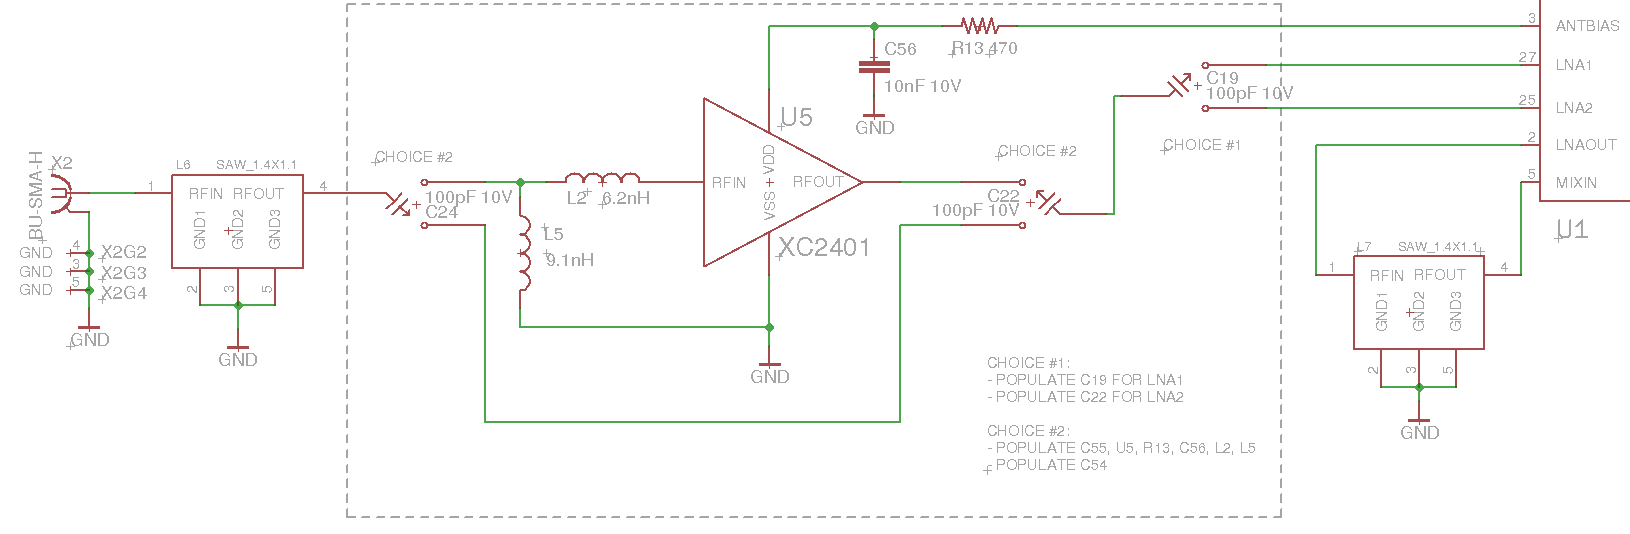 3
ANTBIAS
R13 470
C56
10nF 10V
GND
27
LNA1
C19
100pF 10V
25
LNA2
CHOICE #1
2
LNAOUT
5
MIXIN
U1
U5
VDD
VSS
RFIN
RFOUT
XC2401
CHOICE #2
100pF 10V
C24
L2
6.2nH
L5
9.1nH
CHOICE #2
C22
100pF 10V
BU-SMA-H
X2
L6
SAW_1.4X1.1
1
RFIN RFOUT
4
GND1
GND2
GND3
2
3
5
GND
GND
4
X2G2
GND
3
X2G3
GND
5
X2G4
GND
GND
CHOICE #1:
- POPULATE C19 FOR LNA1
- POPULATE C22 FOR LNA2
CHOICE #2:
- POPULATE C55, U5, R13, C56, L2, L5
- POPULATE C54
L7
SAW_1.4X1.1
1
RFIN RFOUT
4
GND1
GND2
GND3
2
3
5
GND